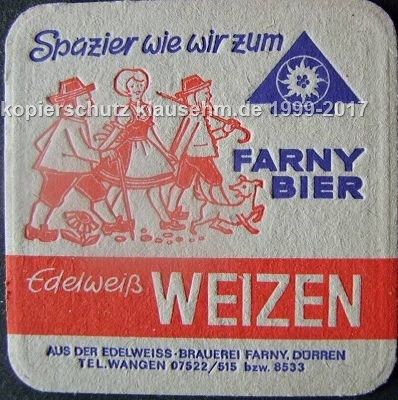 Spazier wie wir zum
kopierschutz klausehm.de 1999-2017
FARNY
BIER
Edelweiß WEIZEN
AUS DER EDELWEISS-BRAUEREI FARNY, DÜRREN
TEL. WANGEN 07522/515 bzw. 8533